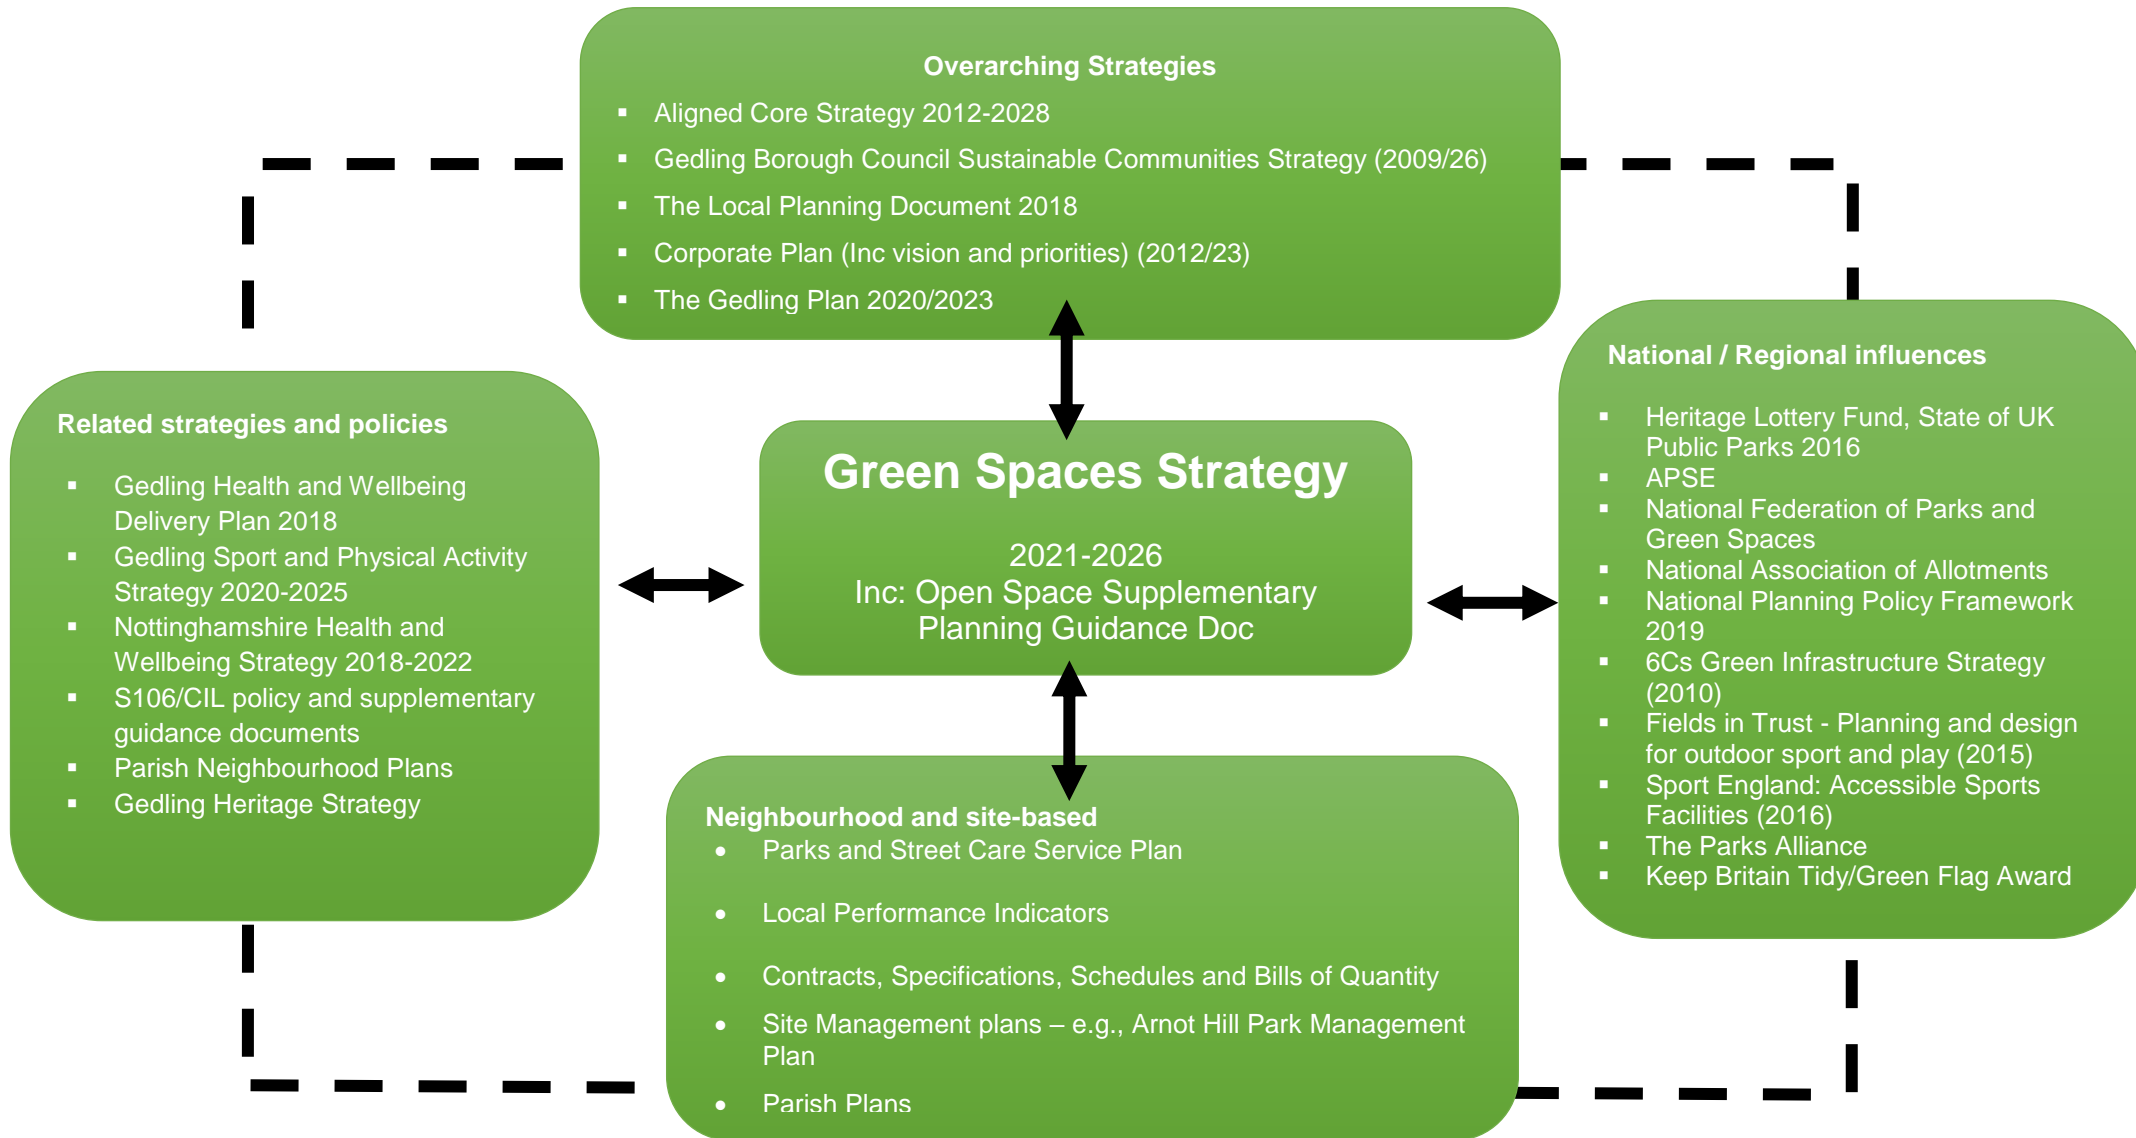 Overarching Strategies
▪ Aligned Core Strategy 2012-2028
▪ Gedling Borough Council Sustainable Communities Strategy (2009/26)
▪ The Local Planning Document 2018
▪ Corporate Plan (Inc vision and priorities) (2012/23)
▪ The Gedling Plan 2020/2023
Related strategies and policies
▪ Gedling Health and Wellbeing
Delivery Plan 2018
▪ Gedling Sport and Physical Activity
Strategy 2020-2025
▪ Nottinghamshire Health and
Wellbeing Strategy 2018-2022
▪ S106/CIL policy and supplementary
guidance documents
▪ Parish Neighbourhood Plans
▪ Gedling Heritage Strategy
Green Spaces Strategy
2021-2026
Inc: Open Space Supplementary
Planning Guidance Doc
National / Regional influences
▪ Heritage Lottery Fund, State of UK
Public Parks 2016
▪ APSE
▪ National Federation of Parks and
Green Spaces
▪ National Association of Allotments
▪ National Planning Policy Framework
2019
▪ 6Cs Green Infrastructure Strategy
(2010)
▪ Fields in Trust - Planning and design
for outdoor sport and play (2015)
▪ Sport England: Accessible Sports
Facilities (2016)
▪ The Parks Alliance
▪ Keep Britain Tidy/Green Flag Award
Neighbourhood and site-based
• Parks and Street Care Service Plan
• Local Performance Indicators
• Contracts, Specifications, Schedules and Bills of Quantity
• Site Management plans – e.g., Arnot Hill Park Management
Plan
• Parish Plans